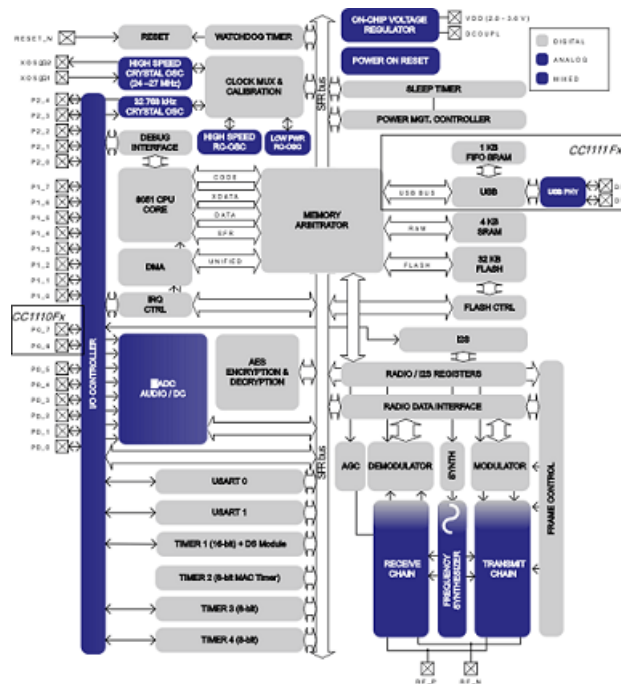 RESET_N
RESET
WATCHDOG TIMER
ON-CHIP VOLTAGE
REGULATOR
VDD (2.0 - 3.6 V)
DCOUPL
DIGITAL
ANALOG
MIXED
HIGH SPEED
CRYSTAL OSC
(24 -27 MHz)
CLOCK MUX &
CALIBRATION
SFR bus
POWER ON RESET
32.768 kHz
CRYSTAL OSC
SLEEP TIMER
HIGH SPEED
RC-OSC
LOW PWR
RC-OSC
POWER MGT. CONTROLLER
P2_4
P2_3
P2_2
P2_1
P2_0
DEBUG
INTERFACE
1 KB
FIFO SRAM
CC1111Fx
P1_7
P1_6
P1_5
P1_4
P1_3
P1_2
P1_1
P1_0
8051 CPU
CORE
CODE
XDATA
DATA
SFR
UNIFIED
MEMORY
ARBITRATOR
USB BUS
USB
USB PHY
RAM
4 KB
SRAM
DMA
FLASH
32 KB
FLASH
IRQ
CTRL
FLASH CTRL
CC1110Fx
P0_7
P0_6
P0_5
P0_4
P0_3
P0_2
P0_1
P0_0
I/O CONTROLLER
ADC
AUDIO / DC
AES
ENCRYPTION
&
DECRYPTION
I2S
RADIO / I2S REGISTERS
RADIO DATA INTERFACE
SFR bus
AGC
DEMODULATOR
SYNTH
MODULATOR
FRAME CONTROL
USART 0
USART 1
TIMER 1 (16-bit) + DS Module
TIMER 2 (8-bit MAC Timer)
TIMER 3 (8-bit)
TIMER 4 (8-bit)
RECEIVE
CHAIN
FREQUENCY
SYNTHESIZER
TRANSMIT
CHAIN
RF_P
RF_N